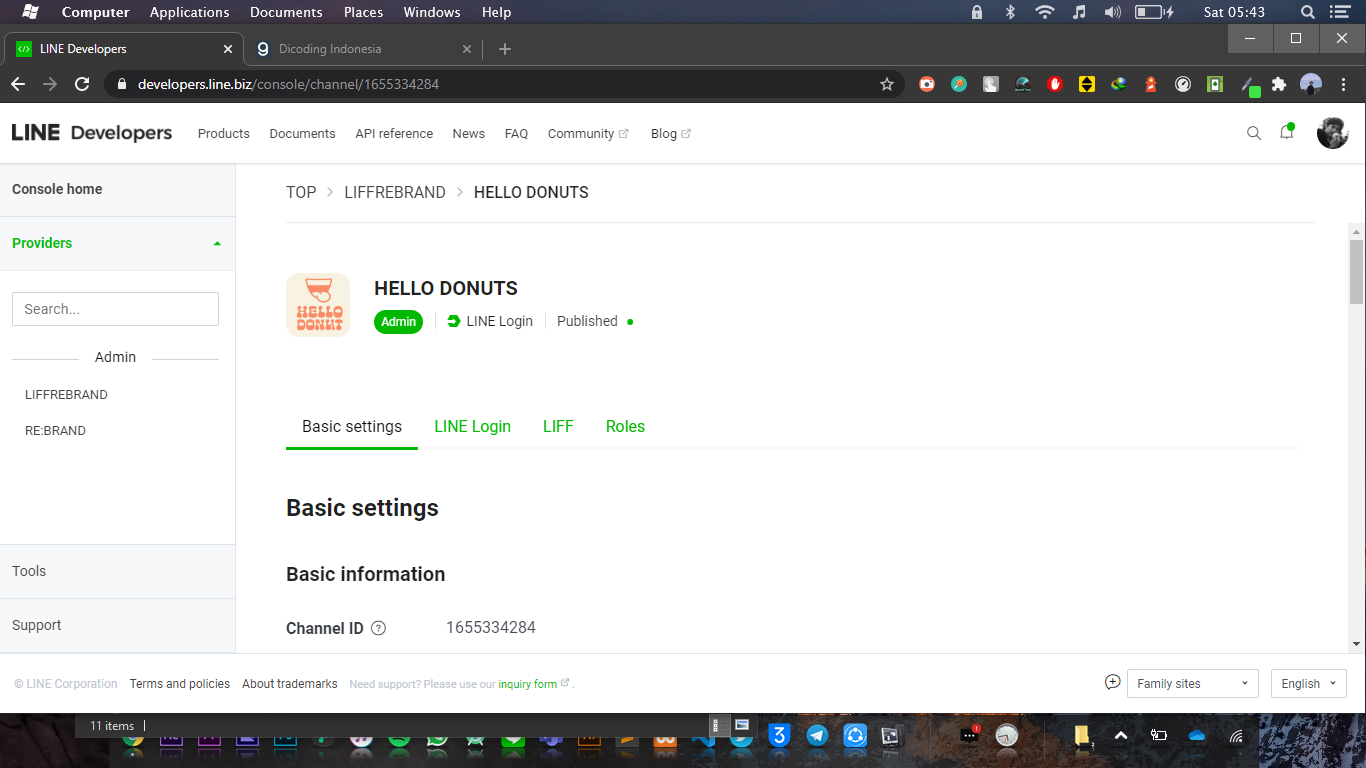 Computer Applications Documents Places Windows Help Sat 05:43
LINE Developers Dicoding Indonesia
developers.line.biz/console/channel/1655334284
LINE Developers Products Documents API reference News FAQ Community Blog
Console home
Providers
Search...
Admin
LIFFREBRAND
RE:BRAND
Tools
Support
TOP LIFFREBRAND HELLO DONUTS
HELLO
DONUT
HELLO DONUTS
Admin LINE Login Published
Basic settings LINE Login LIFF Roles
Basic settings
Basic information
Channel ID ? 1655334284
© LINE Corporation Terms and policies About trademarks Need support? Please use our inquiry form . Family sites English
11 items